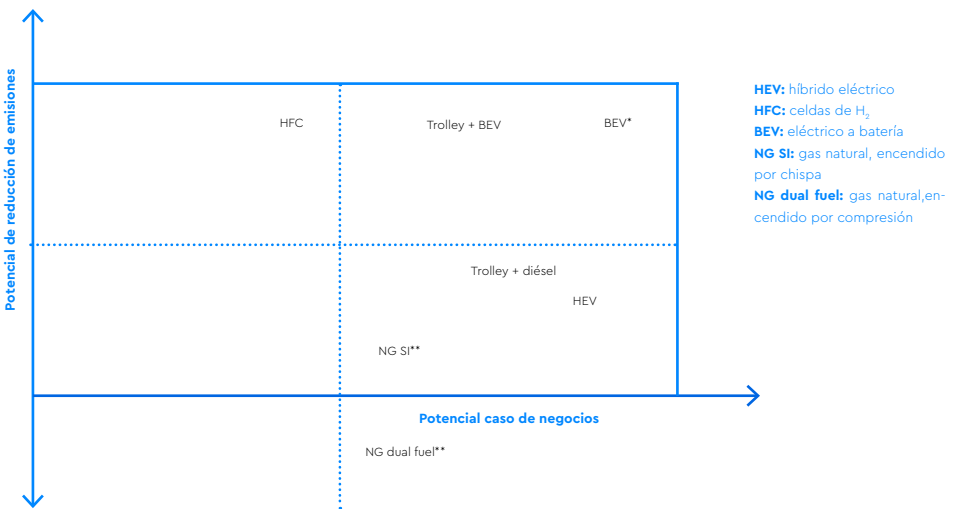 Potencial de reducción de emisiones
HFC
Trolley + BEV
BEV*
Trolley + diésel
HEV
NG SI**
Potencial caso de negocios
NG dual fuel**
HEV: híbrido eléctrico
HFC: celdas de H₂
BEV: eléctrico a batería
NG SI: gas natural, encendido
por chispa
NG dual fuel: gas natural,en-
cendido por compresión